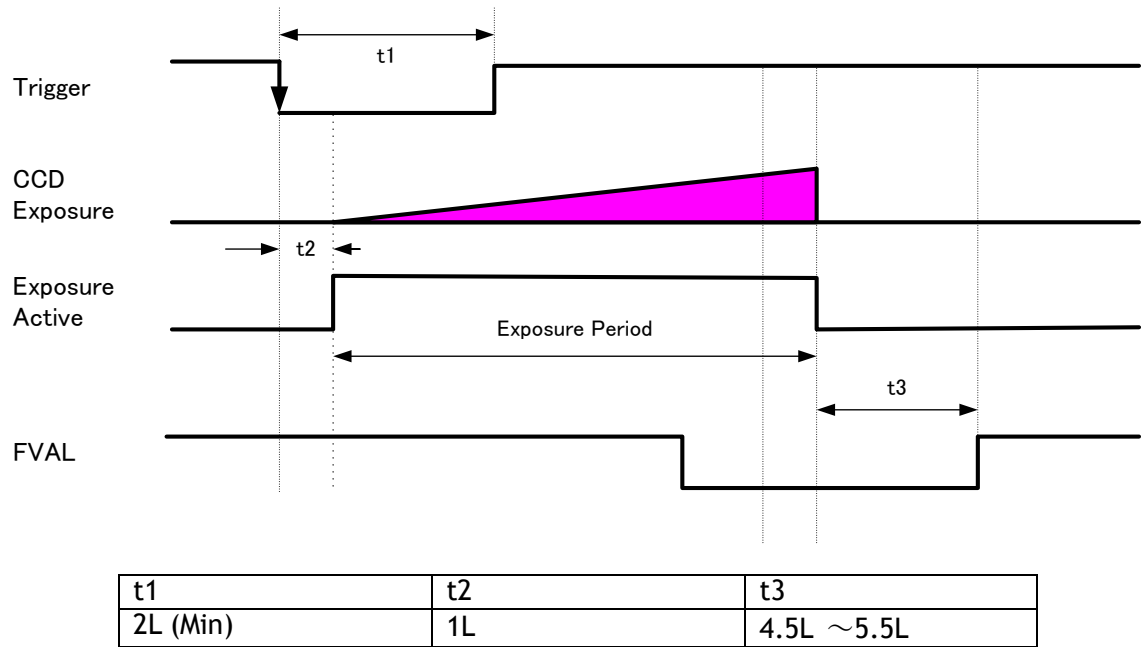 t1
Trigger
CCD
Exposure
t2
Exposure
Active
Exposure Period
t3
FVAL
t1 t2 t3
2L (Min) 1L 4.5L ～5.5L